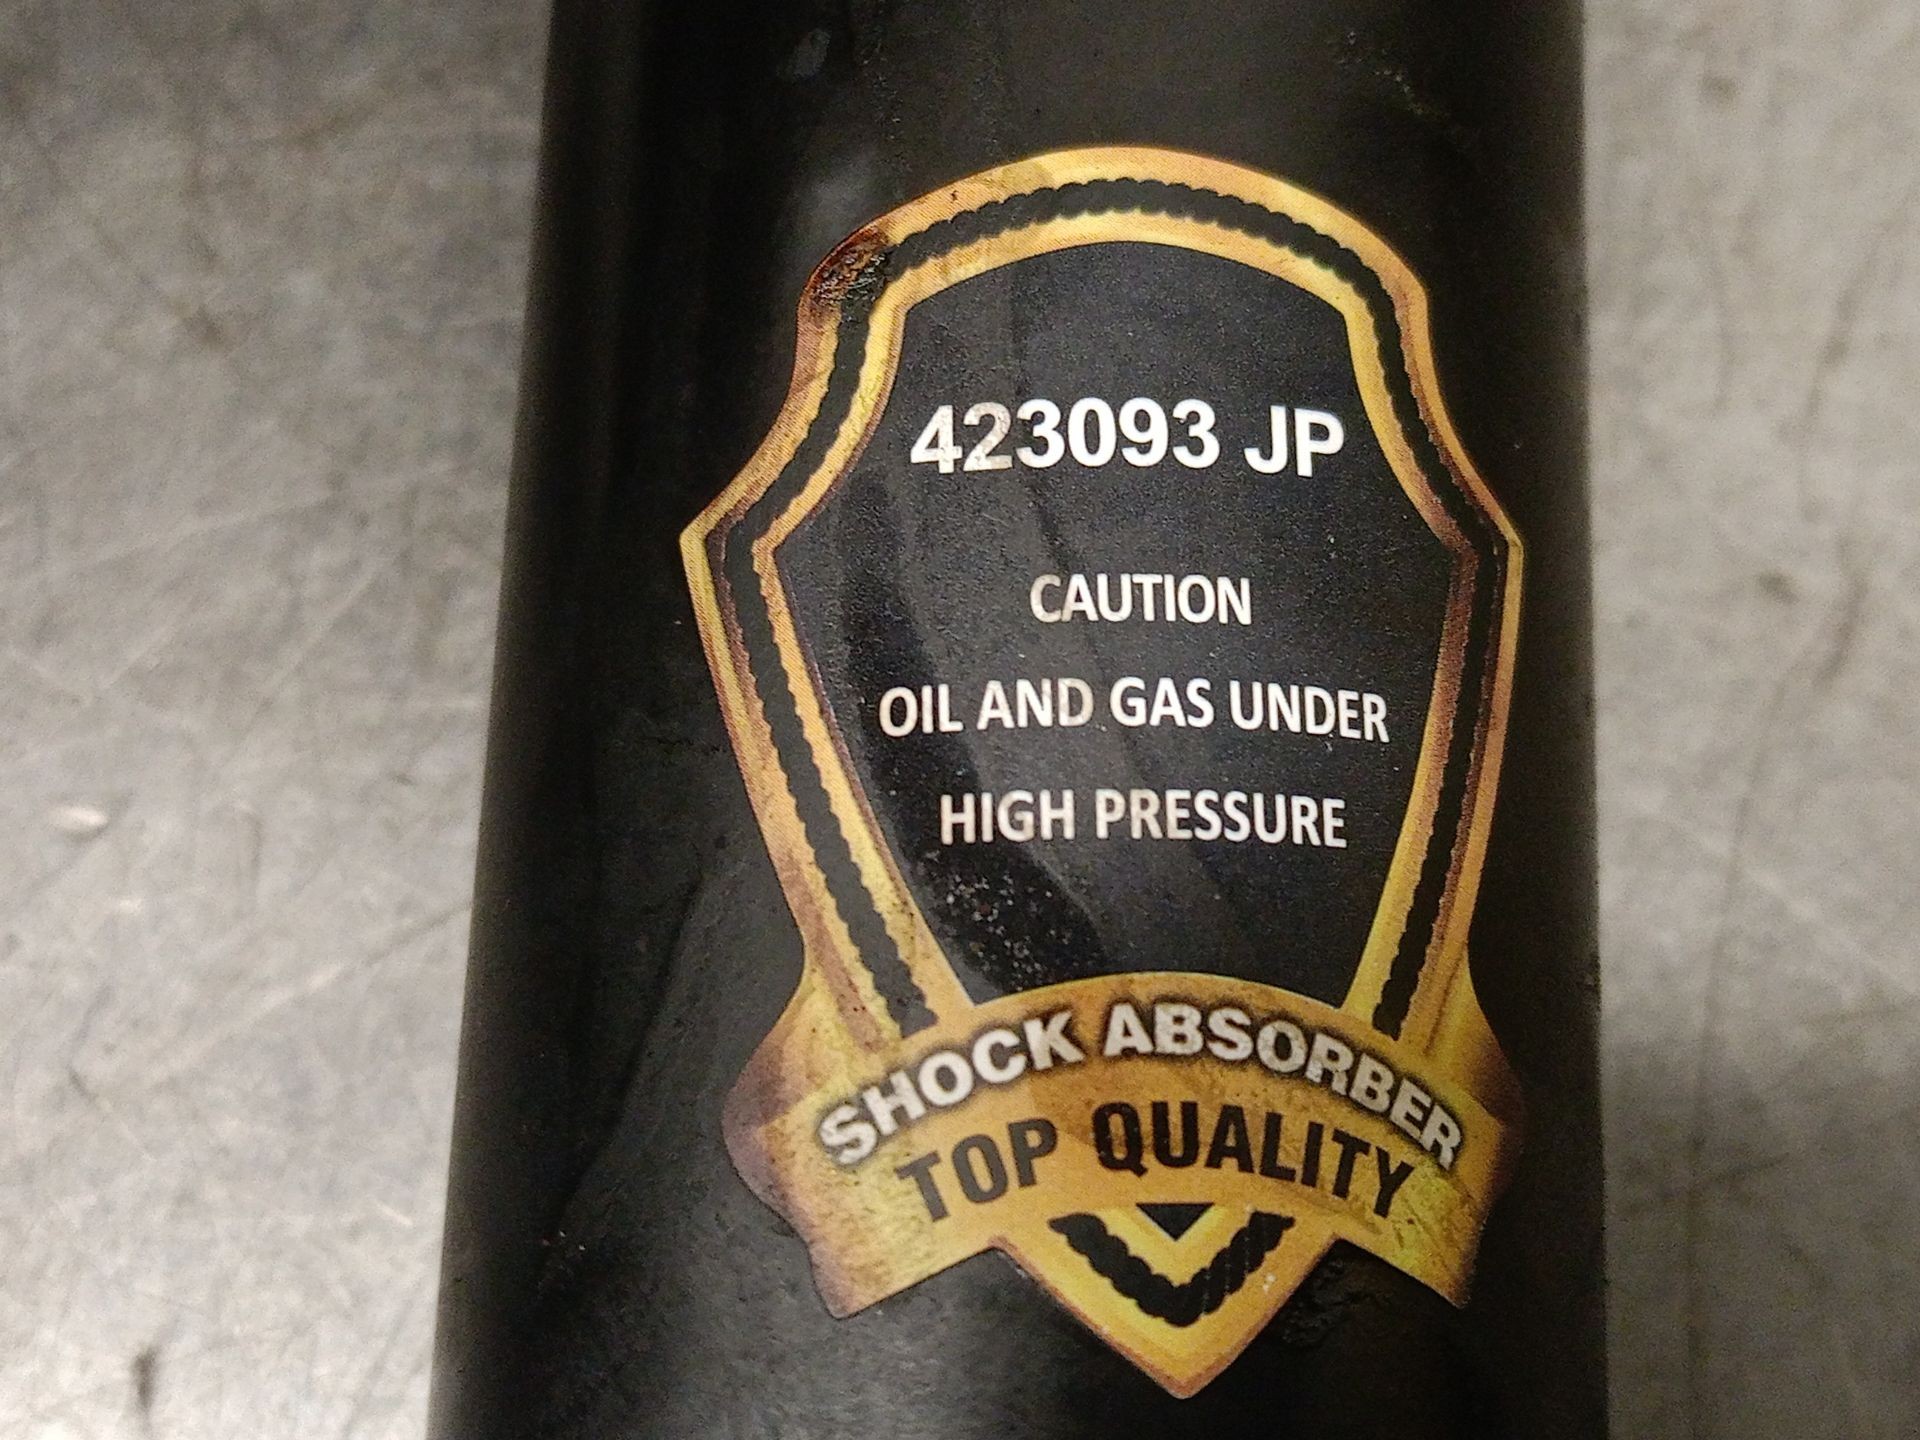 423093 JP
CAUTION
OIL AND GAS UNDER
HIGH PRESSURE
SHOCK ABSORBER
TOP QUALITY